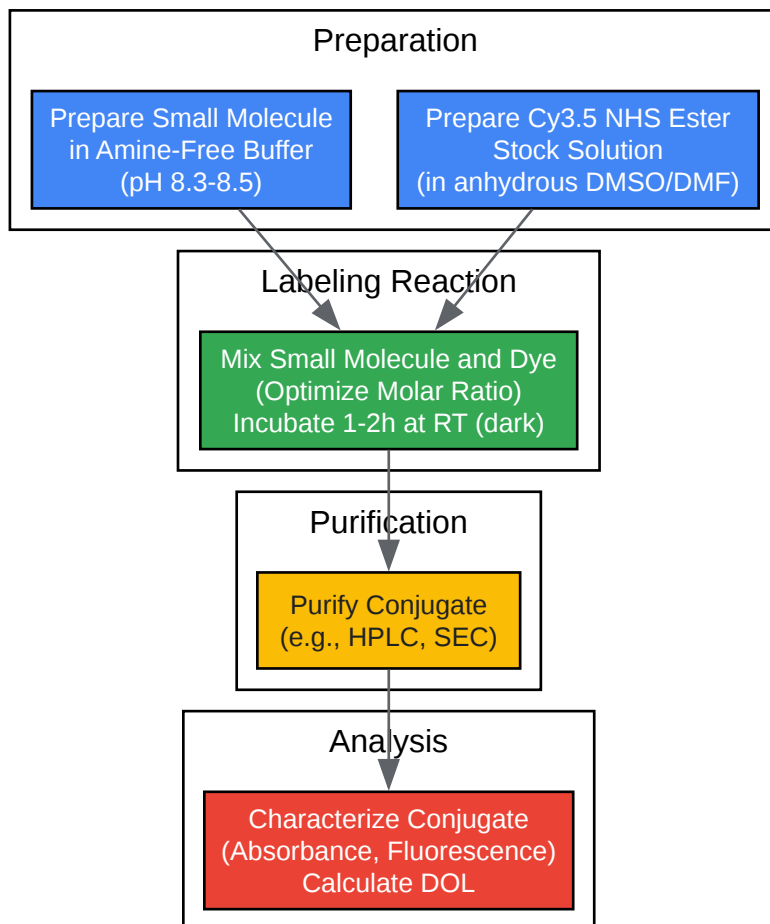 Preparation
Prepare Small Molecule
in Amine-Free Buffer
(pH 8.3-8.5)
Prepare Cy3.5 NHS Ester
Stock Solution
(in anhydrous DMSO/DMF)
Labeling Reaction
Mix Small Molecule and Dye
(Optimize Molar Ratio)
Incubate 1-2h at RT (dark)
Purification
Purify Conjugate
(e.g., HPLC, SEC)
Analysis
Characterize Conjugate
(Absorbance, Fluorescence)
Calculate DOL